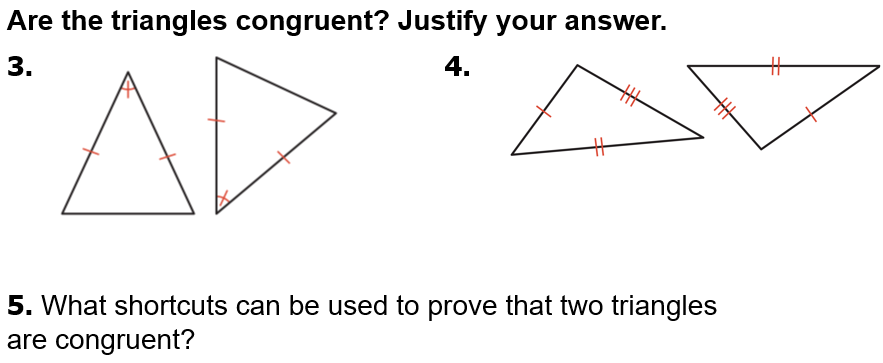 Are the triangles congruent? Justify your answer.
3.
4.
5. What shortcuts can be used to prove that two triangles
are congruent?